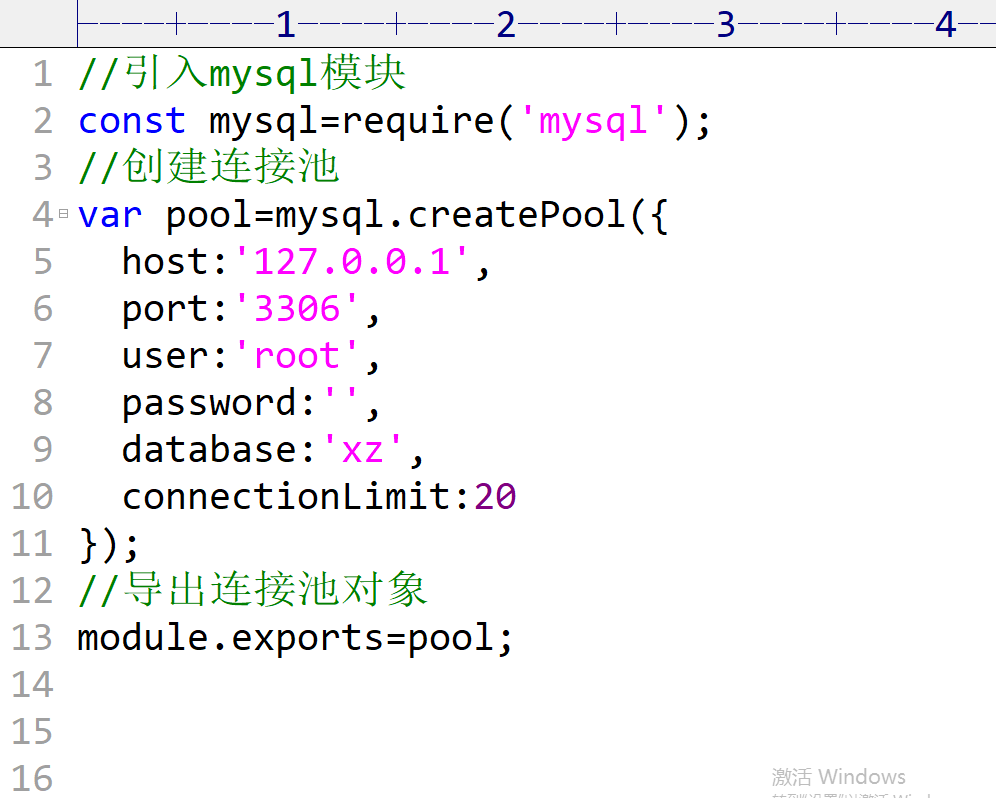 1 2 3 4
1 //引入mysql模块
2 const mysql=require('mysql');
3 //创建连接池
4 var pool=mysql.createPool({
5   host:'127.0.0.1',
6   port:'3306',
7   user:'root',
8   password:'',
9   database:'xz',
10   connectionLimit:20
11 });
12 //导出连接池对象
13 module.exports=pool;
14
15
16
激活 Windows